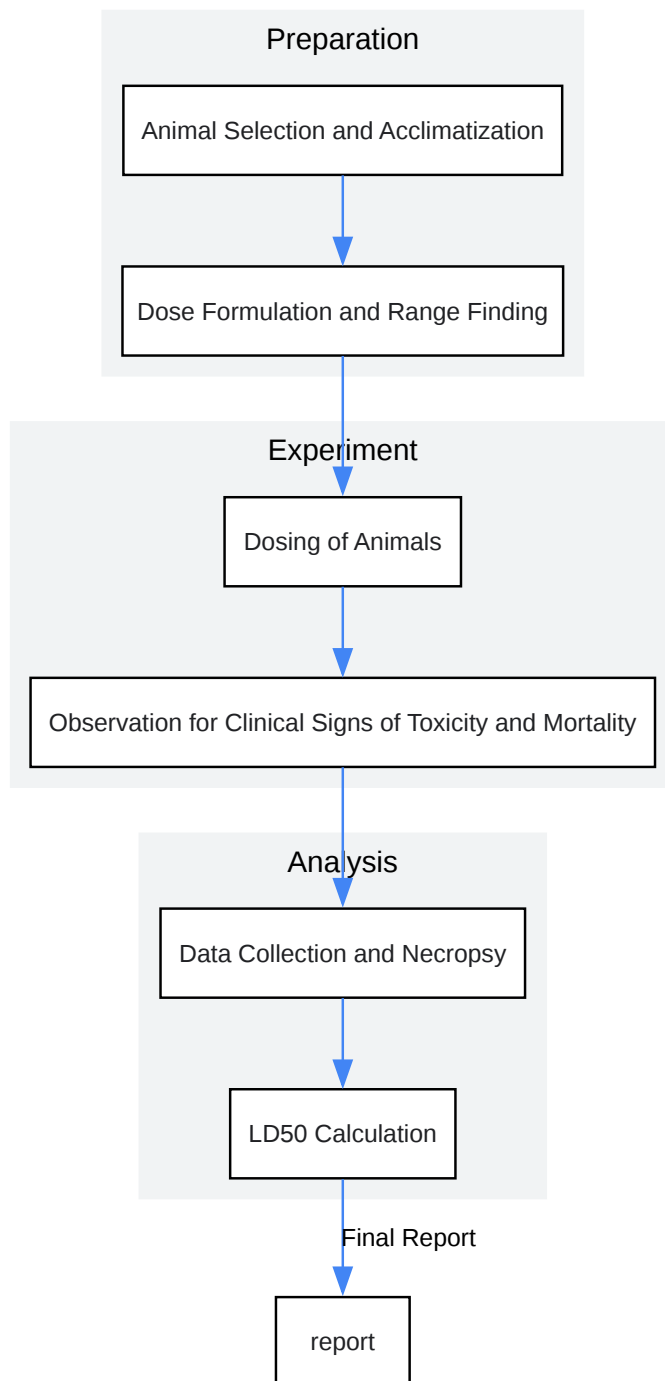 Preparation
Animal Selection and Acclimatization
Dose Formulation and Range Finding
Experiment
Dosing of Animals
Observation for Clinical Signs of Toxicity and Mortality
Analysis
Data Collection and Necropsy
LD50 Calculation
Final Report
report